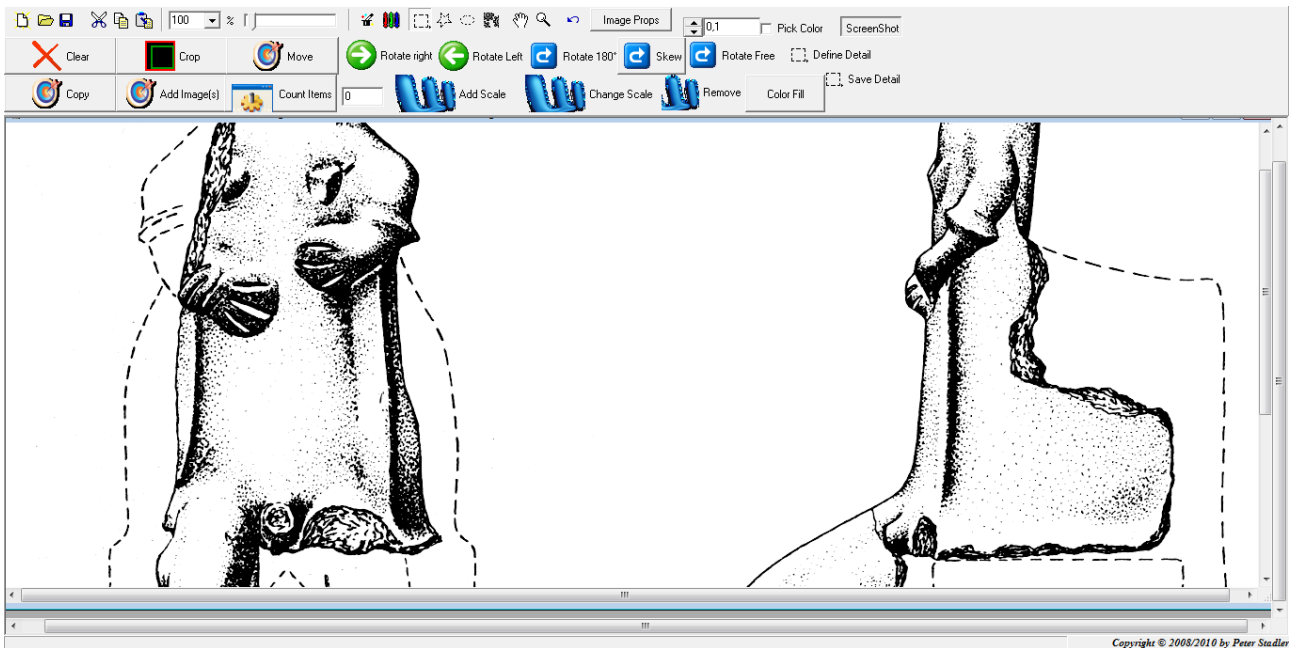 100 % Image Props 0,1 Pick Color ScreenShot
Clear Crop Move Rotate right Rotate Left Rotate 180° Skew Rotate Free Define Detail
Save Detail
Copy Add Image(s) Count Items 0 Add Scale Change Scale Remove Color Fill
Copyright © 2008/2010 by Peter Stadler